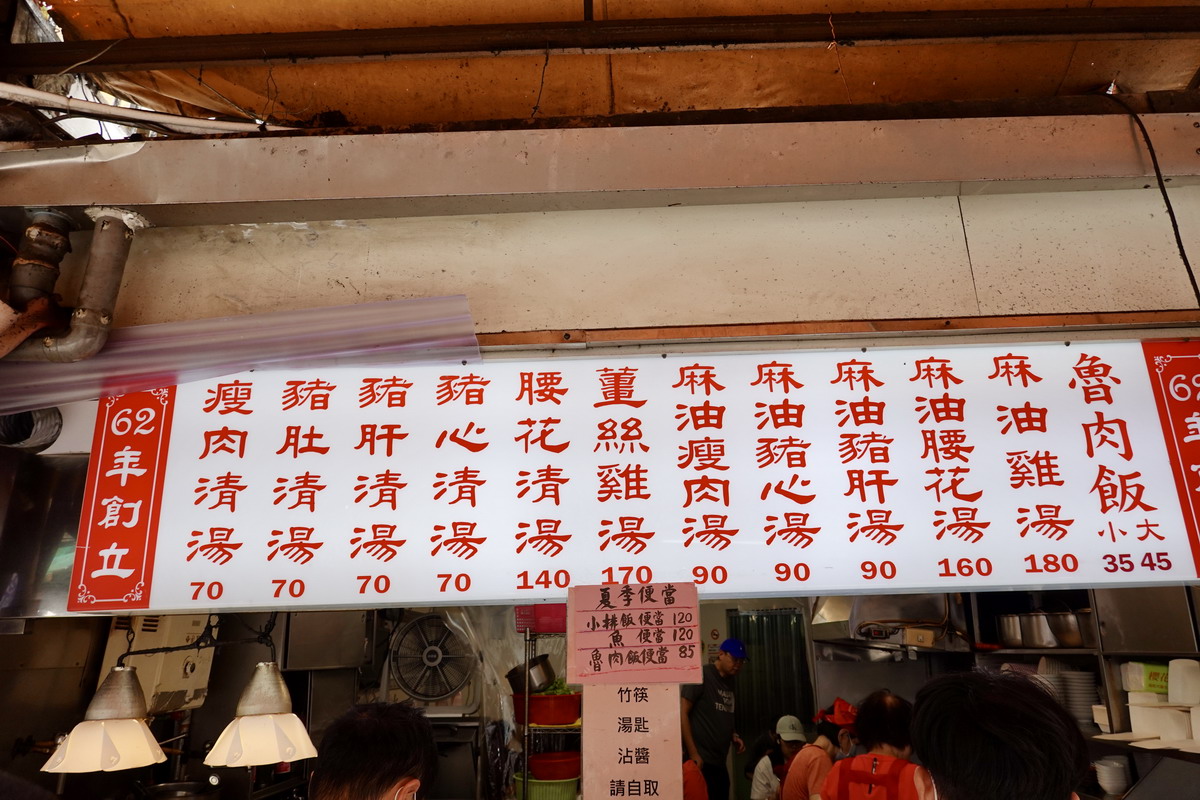 魯肉飯 小35 大45
麻油雞湯 180
麻油腰花湯 160
麻油豬肝湯 90
麻油豬心湯 90
麻油瘦肉湯 90
薑絲雞湯 170
腰花清湯 140
豬心清湯 70
豬肝清湯 70
豬肚清湯 70
瘦肉清湯 70
62年創立
夏季便當
小排飯便當 120
魚 便當 120
魯肉飯便當 85
竹筷
湯匙
沾醬
請自取